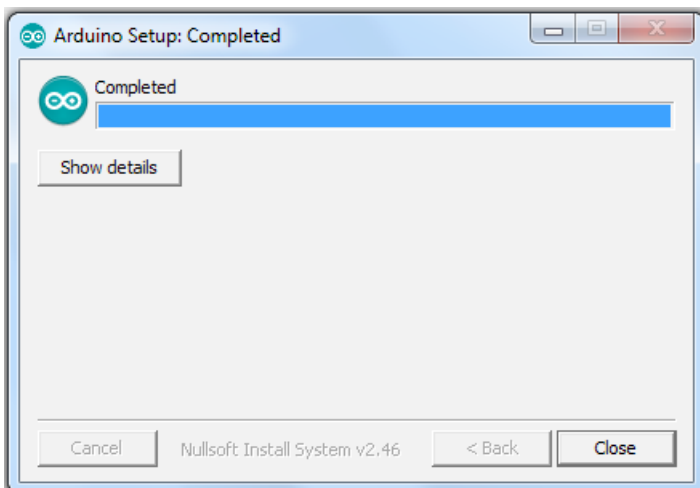 Arduino Setup: Completed
Completed
Show details
Cancel Nullsoft Install System v2.46 < Back Close